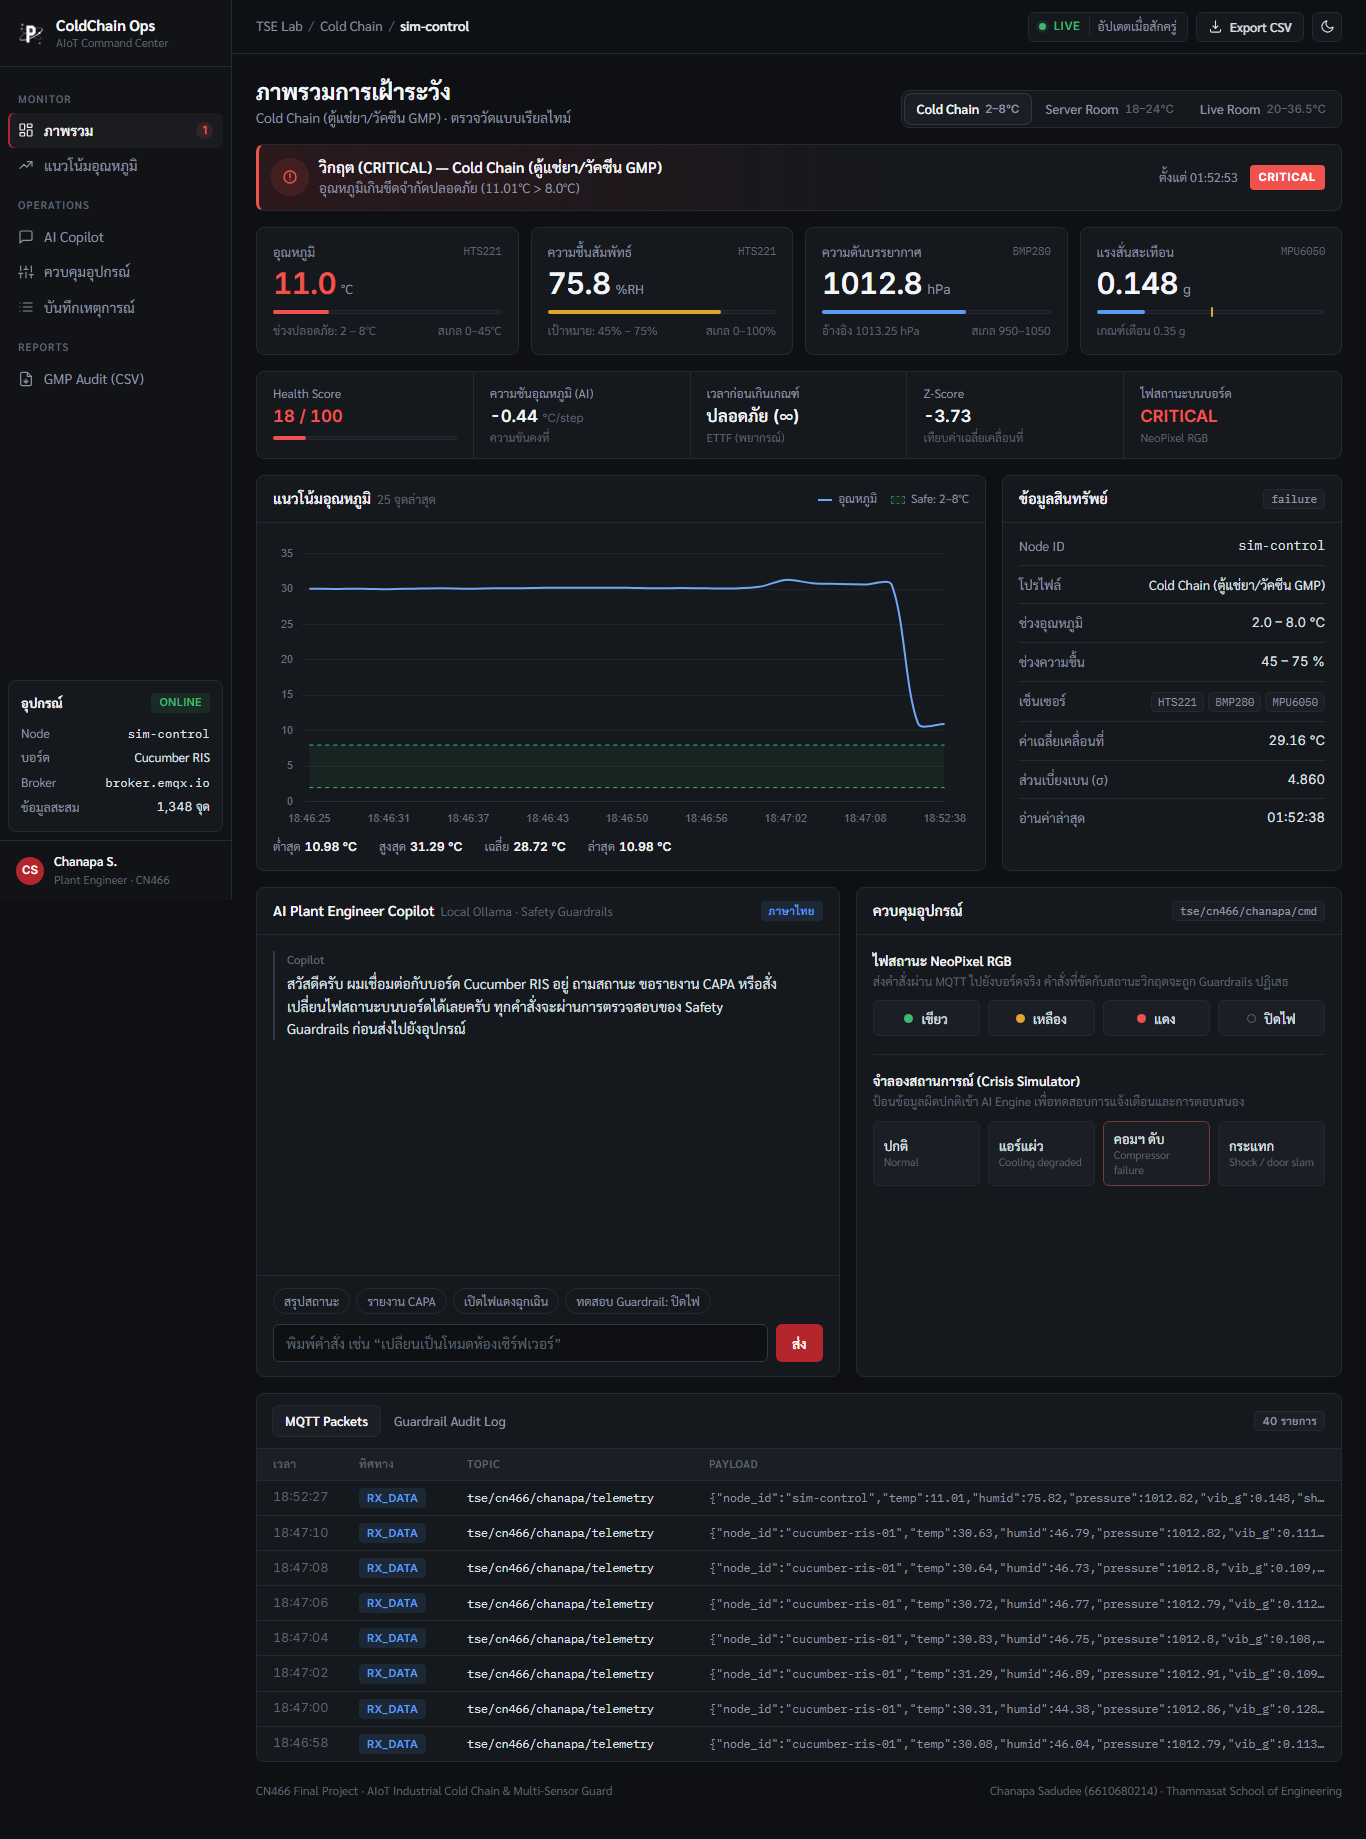 P
ColdChain Ops
AIoT Command Center
MONITOR
ภาพรวม 1
แนวโน้มอุณหภูมิ
OPERATIONS
AI Copilot
ควบคุมอุปกรณ์
บันทึกเหตุการณ์
REPORTS
GMP Audit (CSV)
อุปกรณ์ ONLINE
Node sim-control
บอร์ด Cucumber RIS
Broker broker.emqx.io
ข้อมูลสะสม 1,348 จุด
CS
Chanapa S.
Plant Engineer · CN466
TSE Lab / Cold Chain / sim-control
LIVE อัปเดตเมื่อสักครู่ Export CSV
ภาพรวมการเฝ้าระวัง
Cold Chain (ตู้แช่ยา/วัคซีน GMP) · ตรวจวัดแบบเรียลไทม์
Cold Chain 2–8°C Server Room 18–24°C Live Room 20–36.5°C
วิกฤต (CRITICAL) — Cold Chain (ตู้แช่ยา/วัคซีน GMP)
อุณหภูมิเกินขีดจำกัดปลอดภัย (11.01°C > 8.0°C)
ตั้งแต่ 01:52:53 CRITICAL
อุณหภูมิ HTS221
11.0 °C
ช่วงปลอดภัย: 2 – 8°C สเกล 0–45°C
ความชื้นสัมพัทธ์ HTS221
75.8 %RH
เป้าหมาย: 45% – 75% สเกล 0–100%
ความดันบรรยากาศ BMP280
1012.8 hPa
อ้างอิง 1013.25 hPa สเกล 950–1050
แรงสั่นสะเทือน MPU6050
0.148 g
เกณฑ์เตือน 0.35 g
Health Score
18 / 100
ความชันอุณหภูมิ (AI)
-0.44 °C/step
ความชันคงที่
เวลาก่อนเกินเกณฑ์
ปลอดภัย (∞)
ETTF (พยากรณ์)
Z-Score
-3.73
เทียบค่าเฉลี่ยเคลื่อนที่
ไฟสถานะบนบอร์ด
CRITICAL
NeoPixel RGB
แนวโน้มอุณหภูมิ 25 จุดล่าสุด
อุณหภูมิ Safe: 2–8°C
35
30
25
20
15
10
5
0
18:46:25 18:46:31 18:46:37 18:46:43 18:46:50 18:46:56 18:47:02 18:47:08 18:52:38
ต่ำสุด 10.98 °C สูงสุด 31.29 °C เฉลี่ย 28.72 °C ล่าสุด 10.98 °C
ข้อมูลสินทรัพย์ failure
Node ID sim-control
โปรไฟล์ Cold Chain (ตู้แช่ยา/วัคซีน GMP)
ช่วงอุณหภูมิ 2.0 – 8.0 °C
ช่วงความชื้น 45 – 75 %
เซ็นเซอร์ HTS221 BMP280 MPU6050
ค่าเฉลี่ยเคลื่อนที่ 29.16 °C
ส่วนเบี่ยงเบน (σ) 4.860
อ่านค่าล่าสุด 01:52:38
AI Plant Engineer Copilot Local Ollama · Safety Guardrails ภาษาไทย
Copilot
สวัสดีครับ ผมเชื่อมต่อกับบอร์ด Cucumber RIS อยู่ ถามสถานะ ขอรายงาน CAPA หรือสั่ง
เปลี่ยนไฟสถานะบนบอร์ดได้เลยครับ ทุกคำสั่งจะผ่านการตรวจสอบของ Safety
Guardrails ก่อนส่งไปยังอุปกรณ์
สรุปสถานะ รายงาน CAPA เปิดไฟแดงฉุกเฉิน ทดสอบ Guardrail: ปิดไฟ
พิมพ์คำสั่ง เช่น “เปลี่ยนเป็นโหมดห้องเซิร์ฟเวอร์” ส่ง
ควบคุมอุปกรณ์ tse/cn466/chanapa/cmd
ไฟสถานะ NeoPixel RGB
ส่งคำสั่งผ่าน MQTT ไปยังบอร์ดจริง คำสั่งที่ขัดกับสถานะวิกฤตจะถูก Guardrails ปฏิเสธ
เขียว เหลือง แดง ปิดไฟ
จำลองสถานการณ์ (Crisis Simulator)
ป้อนข้อมูลผิดปกติเข้า AI Engine เพื่อทดสอบการแจ้งเตือนและการตอบสนอง
ปกติ
Normal
แอร์แผ่ว
Cooling degraded
คอมฯ ดับ
Compressor
failure
กระแทก
Shock / door slam
MQTT Packets Guardrail Audit Log 40 รายการ
เวลา ทิศทาง TOPIC PAYLOAD
18:52:27 RX_DATA tse/cn466/chanapa/telemetry {"node_id":"sim-control","temp":11.01,"humid":75.82,"pressure":1012.82,"vib_g":0.148,"sh…
18:47:10 RX_DATA tse/cn466/chanapa/telemetry {"node_id":"cucumber-ris-01","temp":30.63,"humid":46.79,"pressure":1012.82,"vib_g":0.111…
18:47:08 RX_DATA tse/cn466/chanapa/telemetry {"node_id":"cucumber-ris-01","temp":30.64,"humid":46.73,"pressure":1012.8,"vib_g":0.109,…
18:47:06 RX_DATA tse/cn466/chanapa/telemetry {"node_id":"cucumber-ris-01","temp":30.72,"humid":46.77,"pressure":1012.79,"vib_g":0.112…
18:47:04 RX_DATA tse/cn466/chanapa/telemetry {"node_id":"cucumber-ris-01","temp":30.83,"humid":46.75,"pressure":1012.8,"vib_g":0.108,…
18:47:02 RX_DATA tse/cn466/chanapa/telemetry {"node_id":"cucumber-ris-01","temp":31.29,"humid":46.89,"pressure":1012.91,"vib_g":0.109…
18:47:00 RX_DATA tse/cn466/chanapa/telemetry {"node_id":"cucumber-ris-01","temp":30.31,"humid":44.38,"pressure":1012.86,"vib_g":0.128…
18:46:58 RX_DATA tse/cn466/chanapa/telemetry {"node_id":"cucumber-ris-01","temp":30.08,"humid":46.04,"pressure":1012.79,"vib_g":0.113…
CN466 Final Project · AIoT Industrial Cold Chain & Multi-Sensor Guard
Chanapa Sadudee (6610680214) · Thammasat School of Engineering